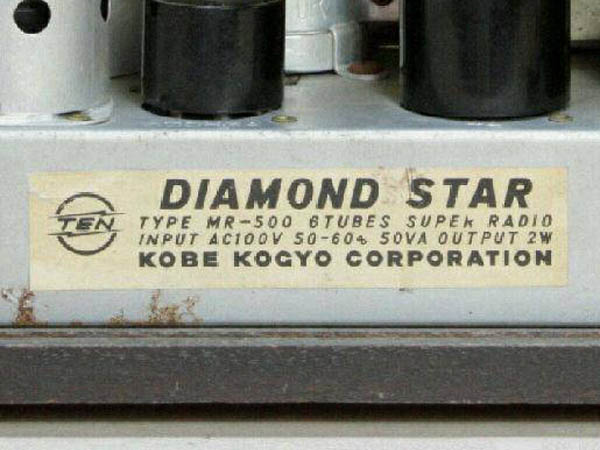 TEN
DIAMOND STAR
TYPE MR-500 6TUBES SUPER RADIO
INPUT AC100V 50-60∿ 50VA OUTPUT 2W
KOBE KOGYO CORPORATION